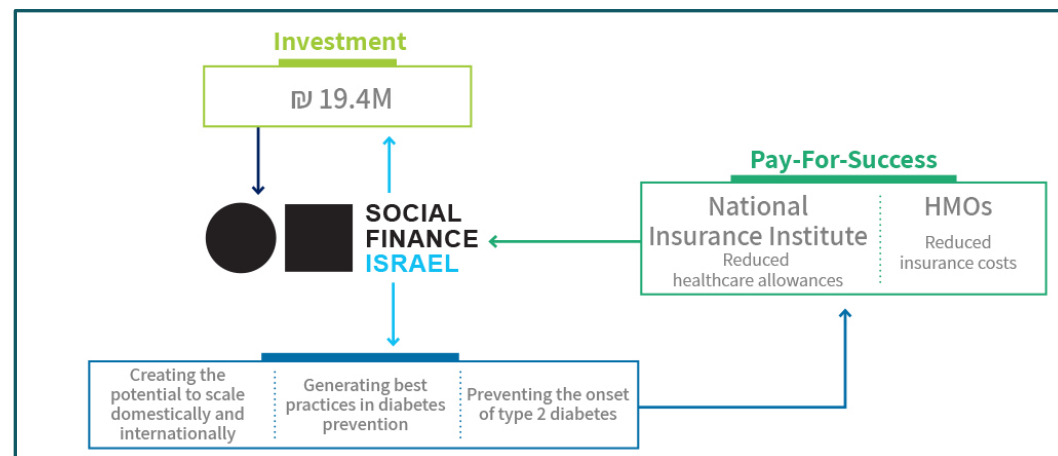 Investment
₪ 19.4M
SOCIAL
FINANCE
ISRAEL
Pay-For-Success
National
Insurance Institute
Reduced
healthcare allowances
HMOs
Reduced
insurance costs
Creating the
potential to scale
domestically and
internationally
Generating best
practices in diabetes
prevention
Preventing the onset
of type 2 diabetes